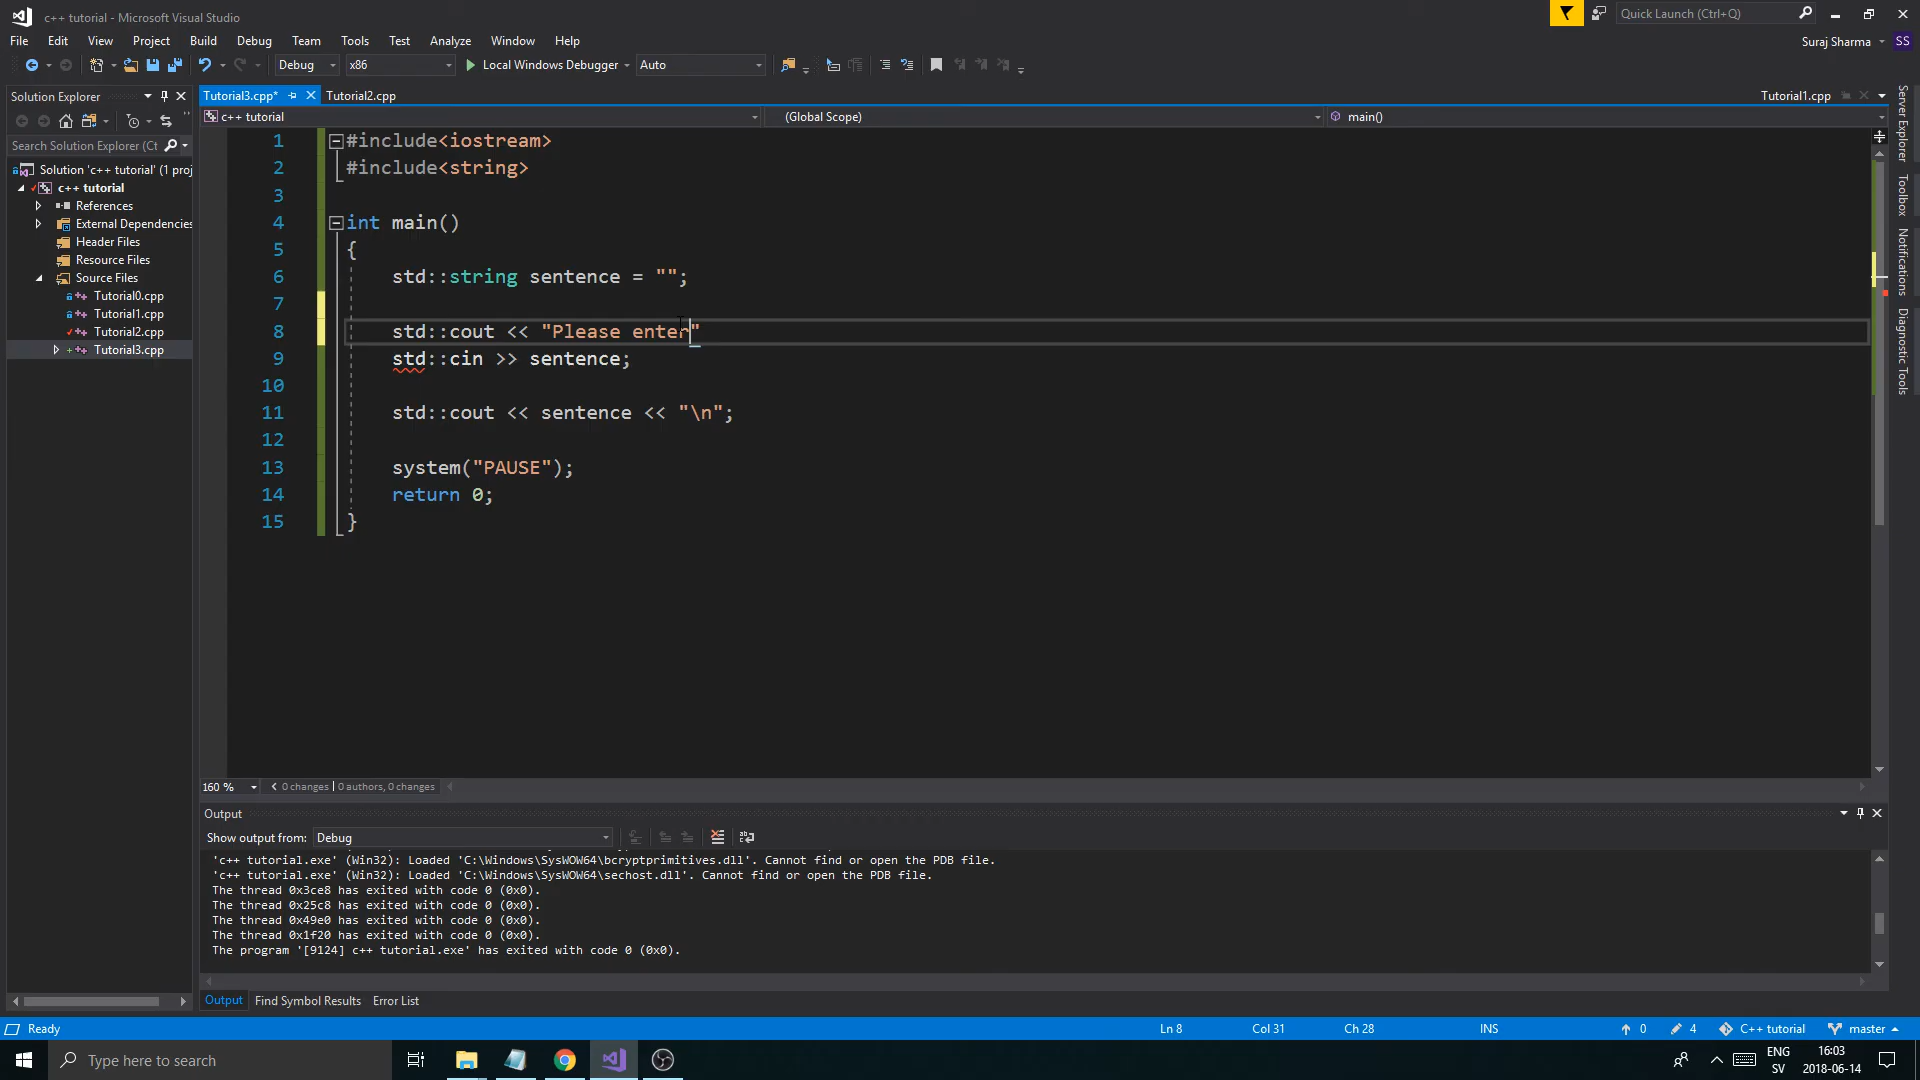 c++ tutorial - Microsoft Visual Studio
Quick Launch (Ctrl+Q)
File Edit View Project Build Debug Team Tools Test Analyze Window Help
Suraj Sharma SS
Debug x86 Local Windows Debugger Auto
Solution Explorer
Search Solution Explorer (Ct
Solution 'c++ tutorial' (1 proj
c++ tutorial
References
External Dependencies
Header Files
Resource Files
Source Files
Tutorial0.cpp
Tutorial1.cpp
Tutorial2.cpp
Tutorial3.cpp
Tutorial3.cpp* Tutorial2.cpp Tutorial1.cpp
c++ tutorial (Global Scope) main()
1 #include<iostream>
2 #include<string>
3
4 int main()
5 {
6 std::string sentence = "";
7
8 std::cout << "Please enter"
9 std::cin >> sentence;
10
11 std::cout << sentence << "\n";
12
13 system("PAUSE");
14 return 0;
15 }
160 % 0 changes | 0 authors, 0 changes
Output
Show output from: Debug
'c++ tutorial.exe' (Win32): Loaded 'C:\Windows\SysWOW64\bcryptprimitives.dll'. Cannot find or open the PDB file.
'c++ tutorial.exe' (Win32): Loaded 'C:\Windows\SysWOW64\sechost.dll'. Cannot find or open the PDB file.
The thread 0x3ce8 has exited with code 0 (0x0).
The thread 0x25c8 has exited with code 0 (0x0).
The thread 0x49e0 has exited with code 0 (0x0).
The thread 0x1f20 has exited with code 0 (0x0).
The program '[9124] c++ tutorial.exe' has exited with code 0 (0x0).
Output Find Symbol Results Error List
Server Explorer
Toolbox
Notifications
Diagnostic Tools
Ready Ln 8 Col 31 Ch 28 INS 0 4 C++ tutorial master
Type here to search
ENG
SV
16:03
2018-06-14